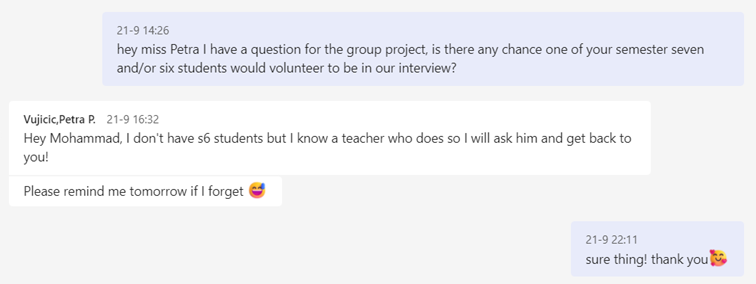 21-9 14:26
hey miss Petra I have a question for the group project, is there any chance one of your semester seven
and/or six students would volunteer to be in our interview?
Vujicic,Petra P. 21-9 16:32
Hey Mohammad, I don't have s6 students but I know a teacher who does so I will ask him and get back to
you!
Please remind me tomorrow if I forget 😅
21-9 22:11
sure thing! thank you🥰